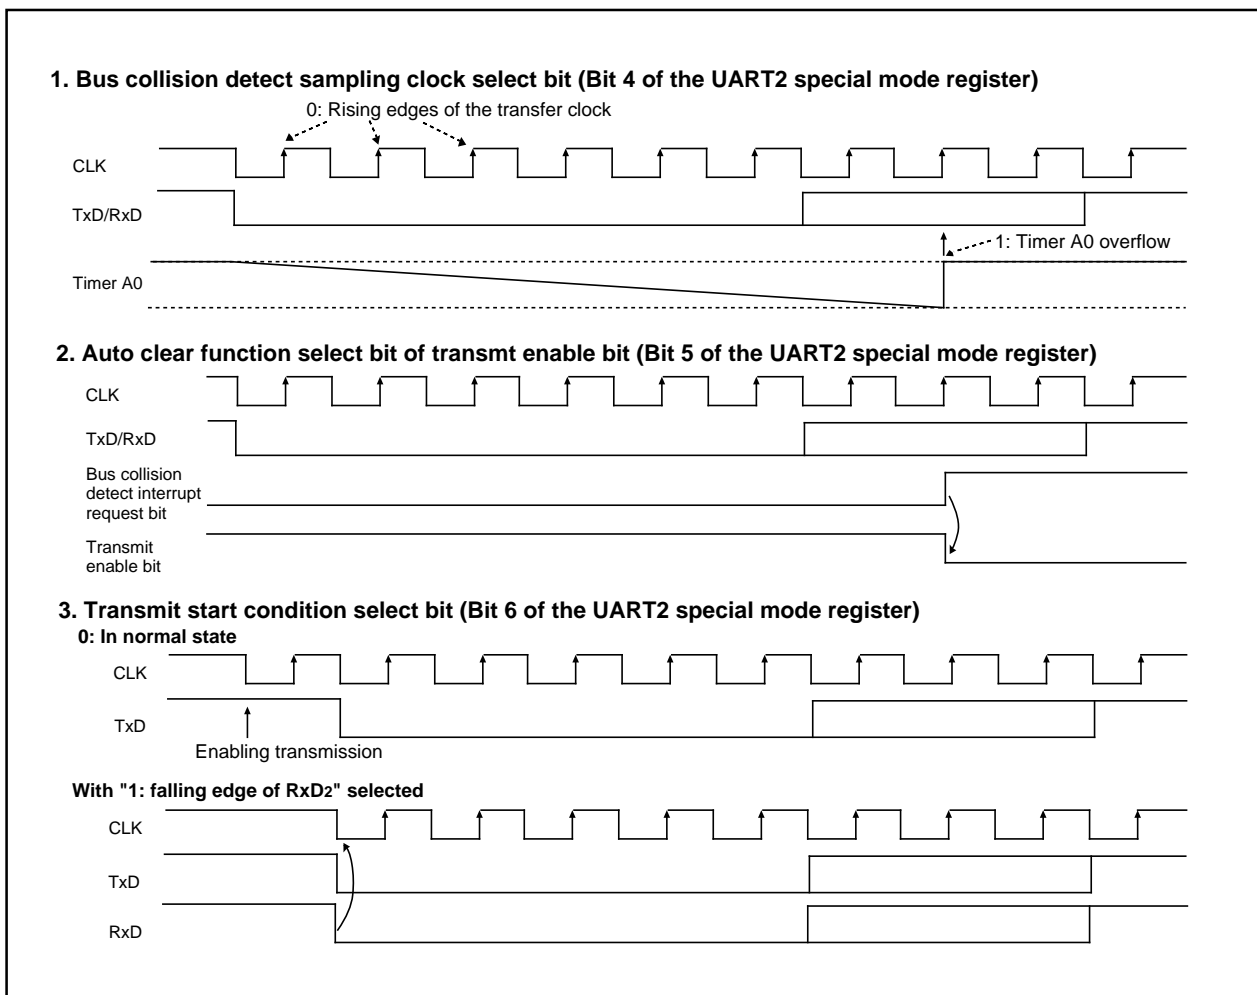 1. Bus collision detect sampling clock select bit (Bit 4 of the UART2 special mode register)
0: Rising edges of the transfer clock
CLK
TxD/RxD
1: Timer A0 overflow
Timer A0
2. Auto clear function select bit of transmt enable bit (Bit 5 of the UART2 special mode register)
CLK
TxD/RxD
Bus collision
detect interrupt
request bit
Transmit
enable bit
3. Transmit start condition select bit (Bit 6 of the UART2 special mode register)
0: In normal state
CLK
TxD
Enabling transmission
With "1: falling edge of RxD2" selected
CLK
TxD
RxD